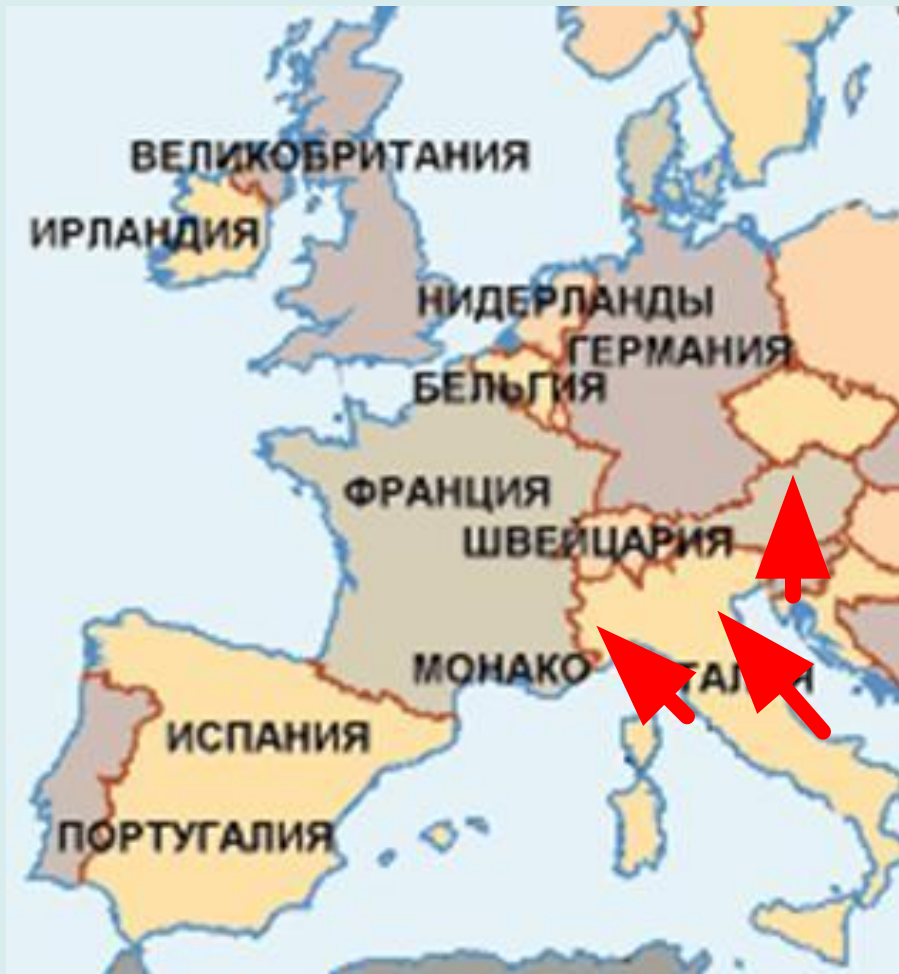 ВЕЛИКОБРИТАНИЯ
ИРЛАНДИЯ
НИДЕРЛАНДЫ
ГЕРМАНИЯ
БЕЛЬГИЯ
ФРАНЦИЯ
ШВЕЙЦАРИЯ
МОНАКО
ИСПАНИЯ
ПОРТУГАЛИЯ